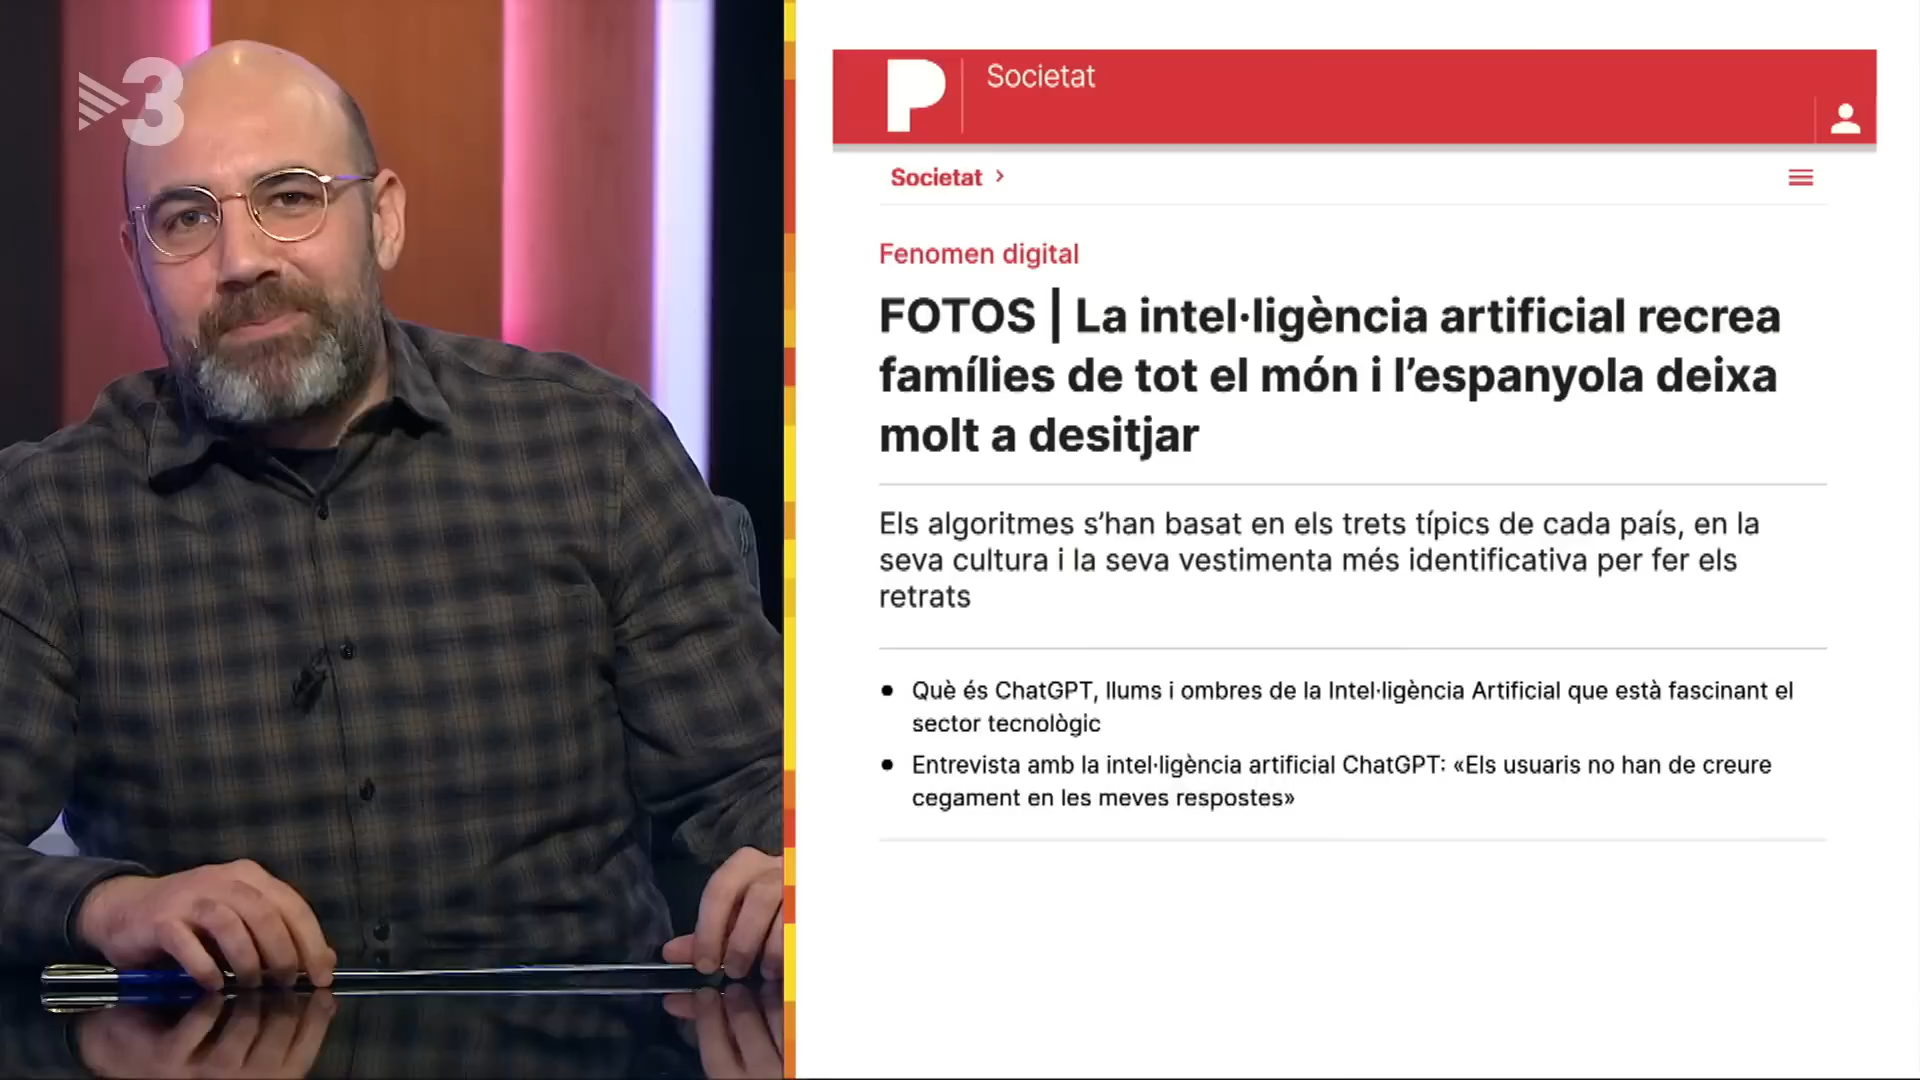 3
P
Societat
Societat >
Fenomen digital
FOTOS | La intel·ligència artificial recrea
famílies de tot el món i l’espanyola deixa
molt a desitjar
Els algoritmes s’han basat en els trets típics de cada país, en la
seva cultura i la seva vestimenta més identificativa per fer els
retrats
• Què és ChatGPT, llums i ombres de la Intel·ligència Artificial que està fascinant el
sector tecnològic
• Entrevista amb la intel·ligència artificial ChatGPT: «Els usuaris no han de creure
cegament en les meves respostes»